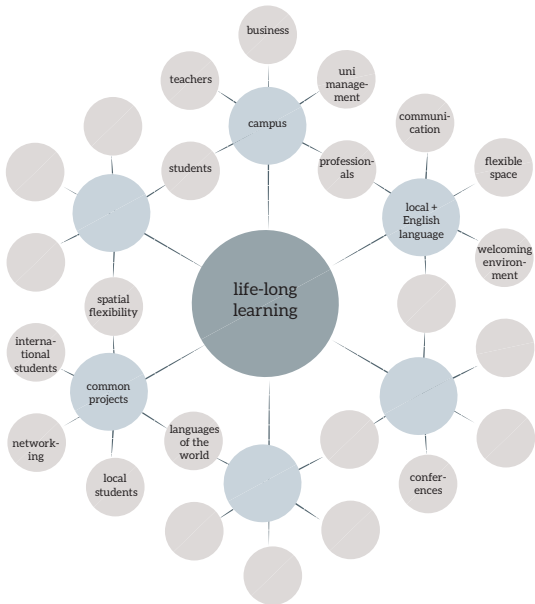 business
teachers
uni
manage-
ment
campus
communi-
cation
students
profession-
als
flexible
space
local +
English
language
welcoming
environ-
ment
life-long
learning
spatial
flexibility
interna-
tional
students
common
projects
languages
of the
world
network-
ing
local
students
confer-
ences